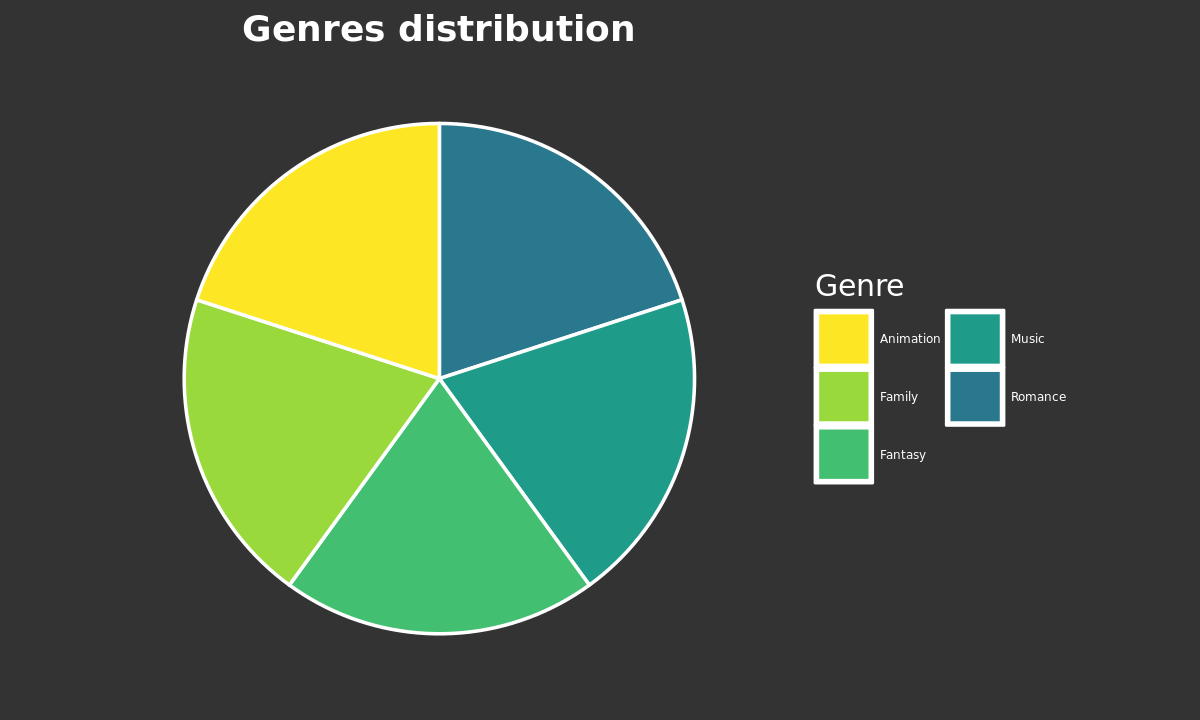 Genres distribution
Genre
Animation
Family
Fantasy
Music
Romance